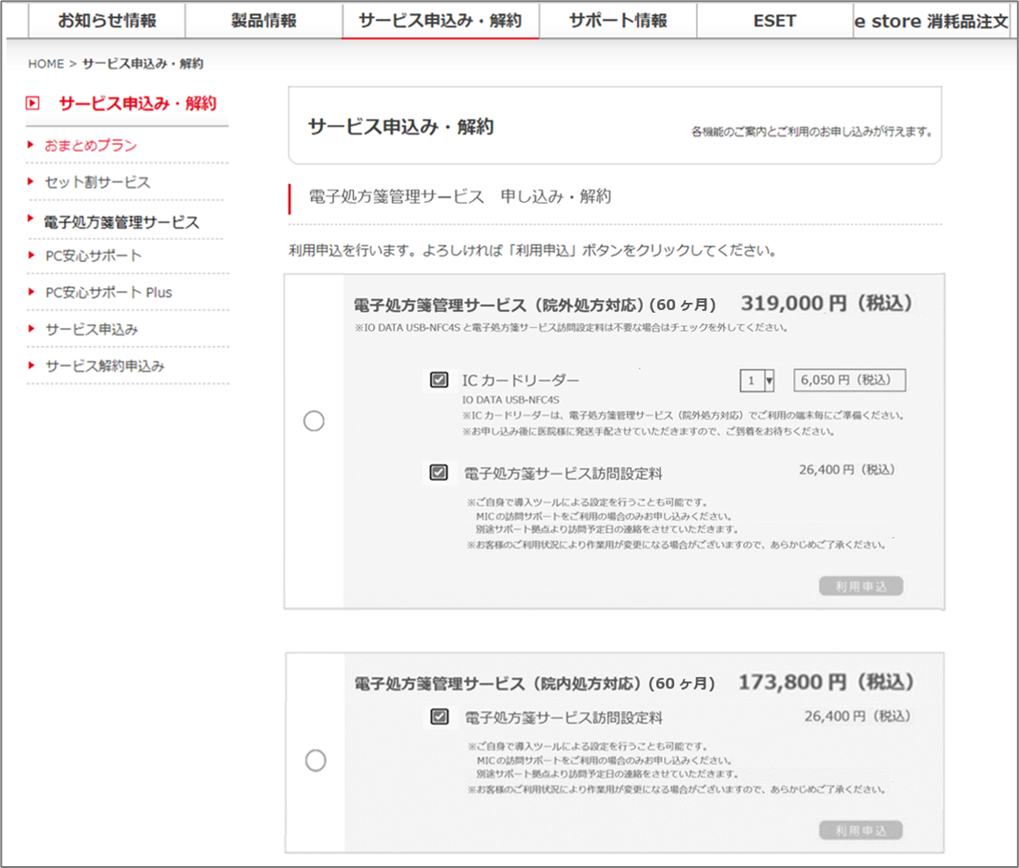 お知らせ情報 製品情報 サービス申込み・解約 サポート情報 ESET e store 消耗品注文
HOME > サービス申込み・解約
サービス申込み・解約
おまとめプラン
セット割サービス
電子処方箋管理サービス
PC安心サポート
PC安心サポート Plus
サービス申込み
サービス解約申込み
サービス申込み・解約 各機能のご案内とご利用のお申し込みが行えます。
電子処方箋管理サービス 申し込み・解約
利用申込を行います。よろしければ「利用申込」ボタンをクリックしてください。
電子処方箋管理サービス（院外処方対応）(60 ヶ月) 319,000 円（税込）
※IO DATA USB-NFC4S と電子処方箋サービス訪問設定料は不要な場合はチェックを外してください。
IC カードリーダー 1 6,050 円（税込）
IO DATA USB-NFC4S
※IC カードリーダーは、電子処方箋管理サービス（院外処方対応）でご利用の端末毎にご準備ください。
※お申し込み後に医院様に発送手配させていただきますので、ご到着をお待ちください。
電子処方箋サービス訪問設定料 26,400 円（税込）
※ご自身で導入ツールによる設定を行うことも可能です。
MIC の訪問サポートをご利用の場合のみお申し込みください。
別途サポート拠点より訪問予定日の連絡をさせていただきます。
※お客様のご利用状況により作業用が変更になる場合がございますので、あらかじめご了承ください。
利用申込
電子処方箋管理サービス（院内処方対応）(60 ヶ月) 173,800 円（税込）
電子処方箋サービス訪問設定料 26,400 円（税込）
※ご自身で導入ツールによる設定を行うことも可能です。
MIC の訪問サポートをご利用の場合のみお申し込みください。
別途サポート拠点より訪問予定日の連絡をさせていただきます。
※お客様のご利用状況により作業用が変更になる場合がございますので、あらかじめご了承ください。
利用申込